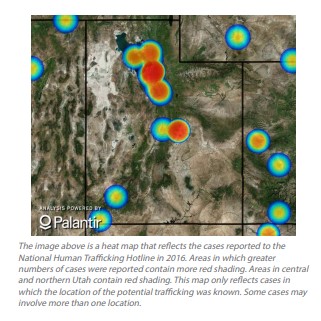 ANALYSIS POWERED BY
Palantir
The image above is a heat map that reflects the cases reported to the
National Human Trafficking Hotline in 2016. Areas in which greater
numbers of cases were reported contain more red shading. Areas in central
and northern Utah contain red shading. This map only reflects cases in
which the location of the potential trafficking was known. Some cases may
involve more than one location.